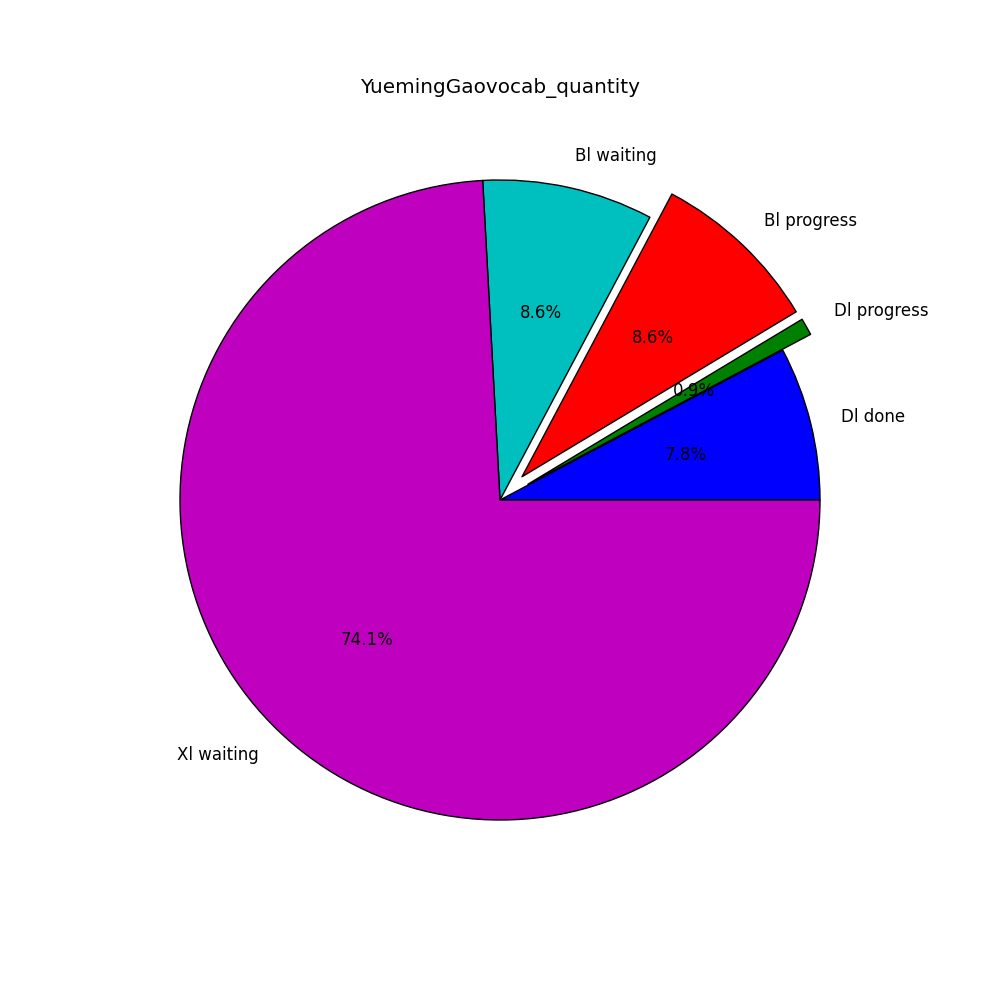 YuemingGaovocab_quantity
Bl waiting
Bl progress
Dl progress
8.6%
8.6%
0.9%
Dl done
7.8%
74.1%
Xl waiting